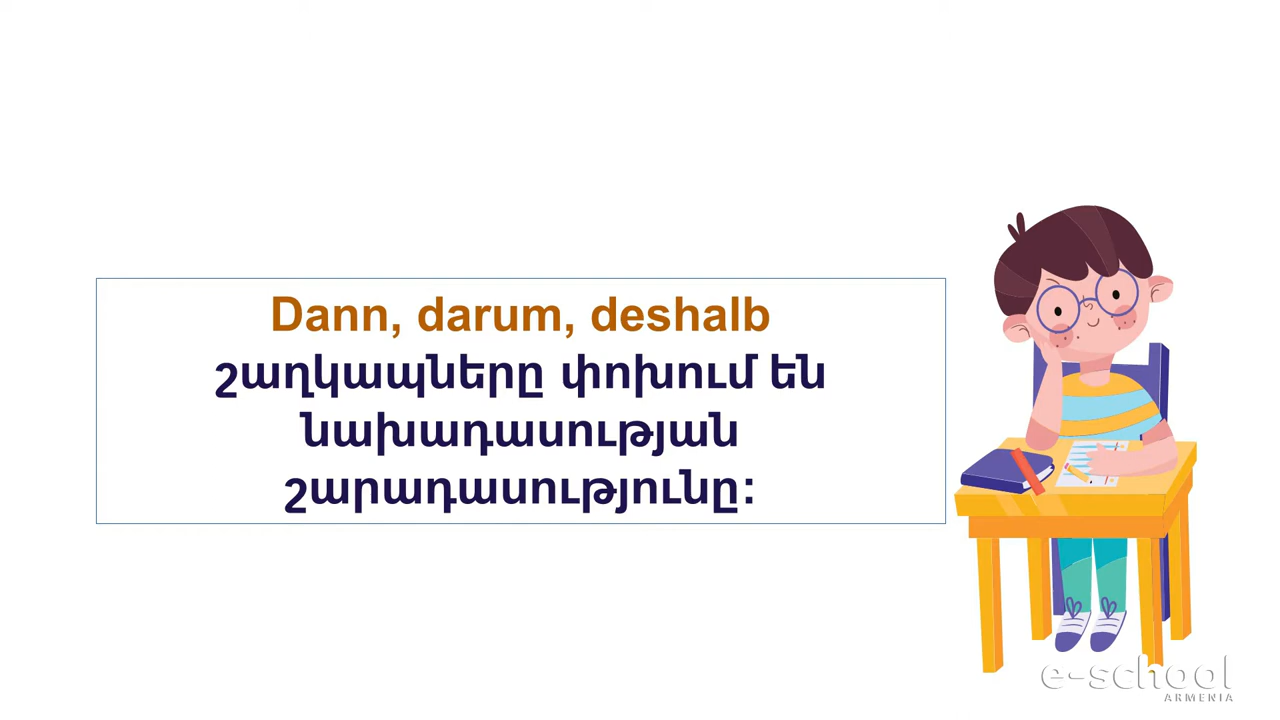 Dann, darum, deshalb
շաղկապները փոխում են
նախադասության
շարադասությունը:
e-school
ARMENIA